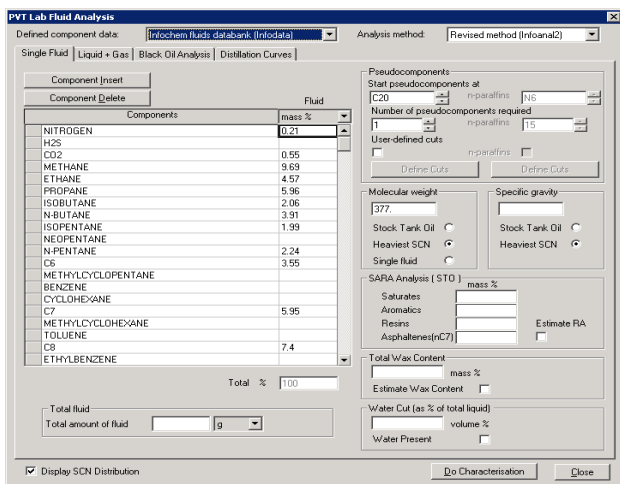 PVT Lab Fluid Analysis
Defined component data: Infochem fluids databank (Infodata) Analysis method: Revised method (Infoanal2)
Single Fluid Liquid + Gas Black Oil Analysis Distillation Curves
Component Insert
Component Delete
Fluid
Components mass %
NITROGEN 0.21
H2S
CO2 0.55
METHANE 9.69
ETHANE 4.57
PROPANE 5.96
ISOBUTANE 2.06
N-BUTANE 3.91
ISOPENTANE 1.99
NEOPENTANE
N-PENTANE 2.24
C6 3.55
METHYLCYCLOPENTANE
BENZENE
CYCLOHEXANE
C7 5.95
METHYLCYCLOHEXANE
TOLUENE
C8 7.4
ETHYLBENZENE
Total % 100
Total fluid
Total amount of fluid g
Pseudocomponents
Start pseudocomponents at
C20 n-paraffins N6
Number of pseudocomponents required
1 n-paraffins 15
User-defined cuts
n-paraffins
Define Cuts Define Cuts
Molecular weight Specific gravity
377.
Stock Tank Oil Stock Tank Oil
Heaviest SCN Heaviest SCN
Single fluid
SARA Analysis ( STO ) mass %
Saturates
Aromatics
Resins Estimate RA
Asphaltenes(nC7)
Total Wax Content
mass %
Estimate Wax Content
Water Cut (as % of total liquid)
volume %
Water Present
Display SCN Distribution Do Characterisation Close